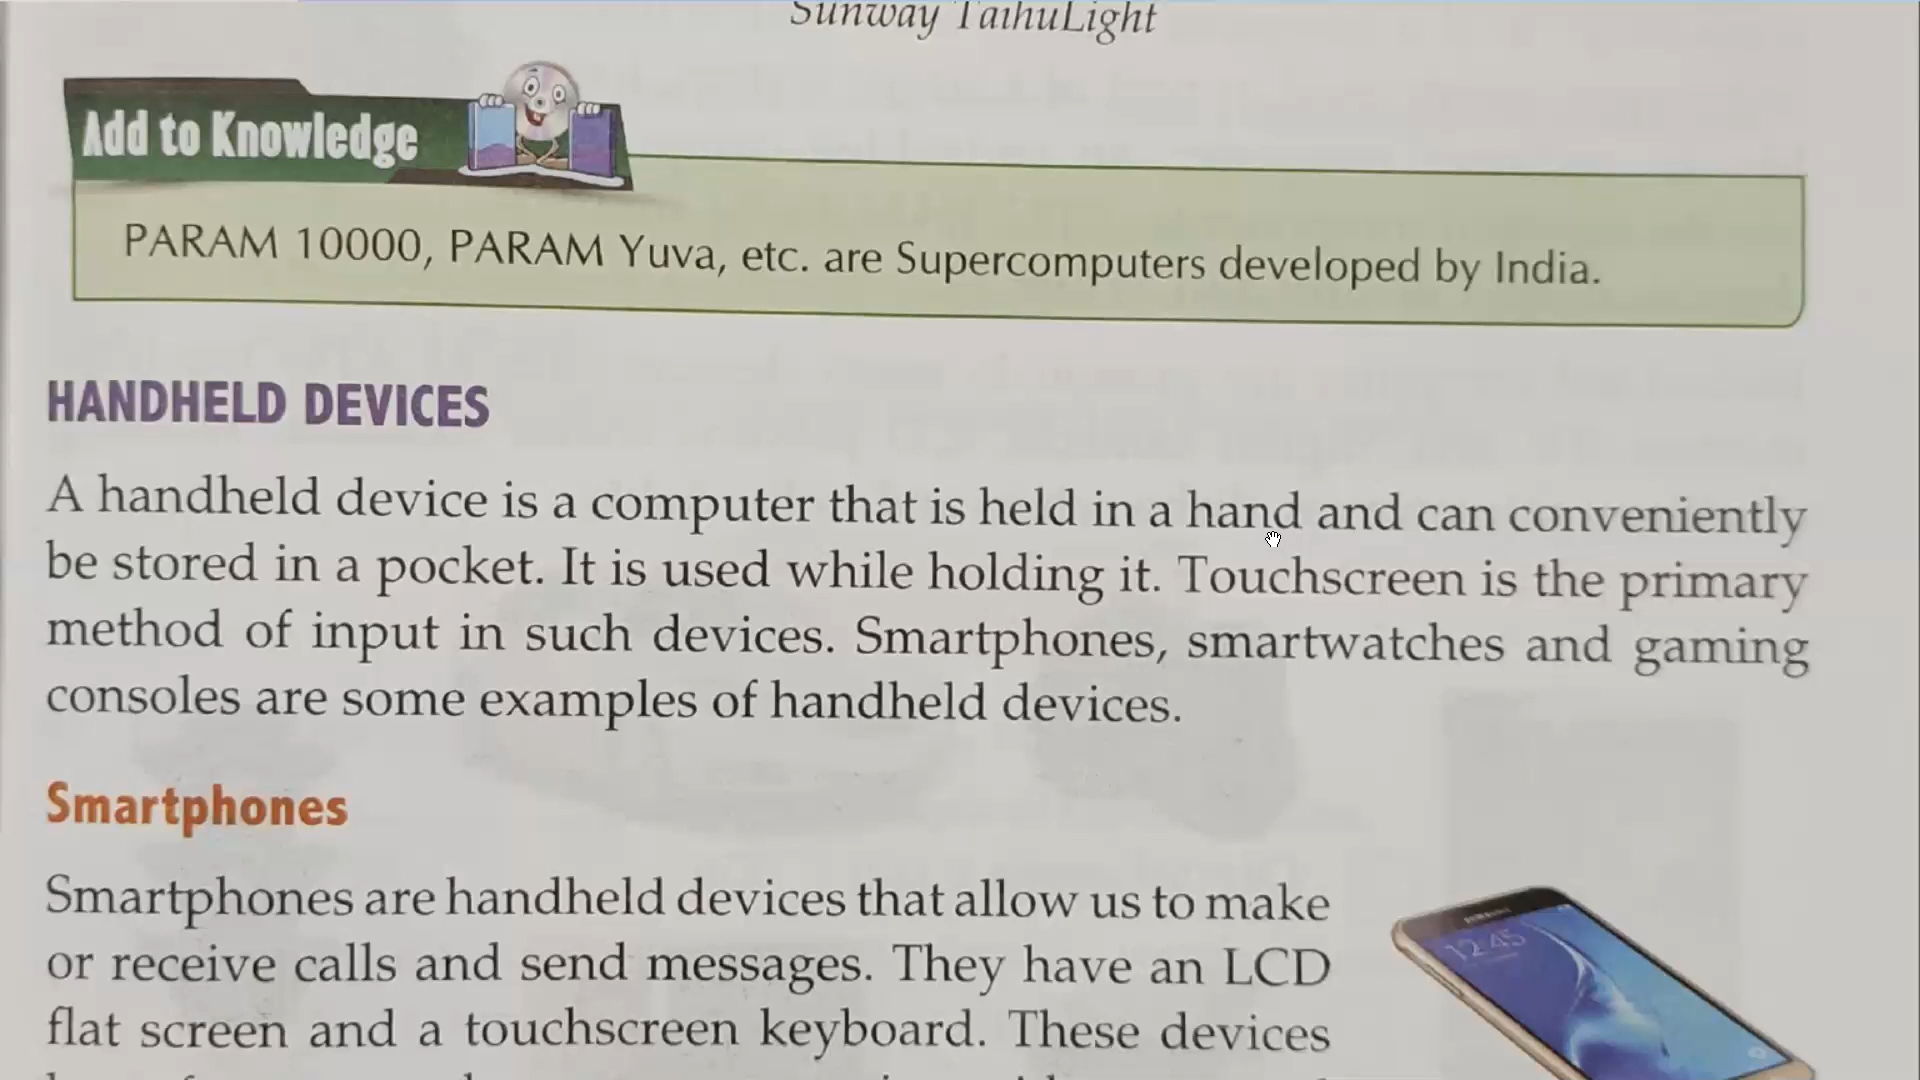 Sunway TaihuLight
Add to Knowledge
PARAM 10000, PARAM Yuva, etc. are Supercomputers developed by India.
HANDHELD DEVICES
A handheld device is a computer that is held in a hand and can conveniently
be stored in a pocket. It is used while holding it. Touchscreen is the primary
method of input in such devices. Smartphones, smartwatches and gaming
consoles are some examples of handheld devices.
Smartphones
Smartphones are handheld devices that allow us to make
or receive calls and send messages. They have an LCD
flat screen and a touchscreen keyboard. These devices
SAMSUNG
12:45